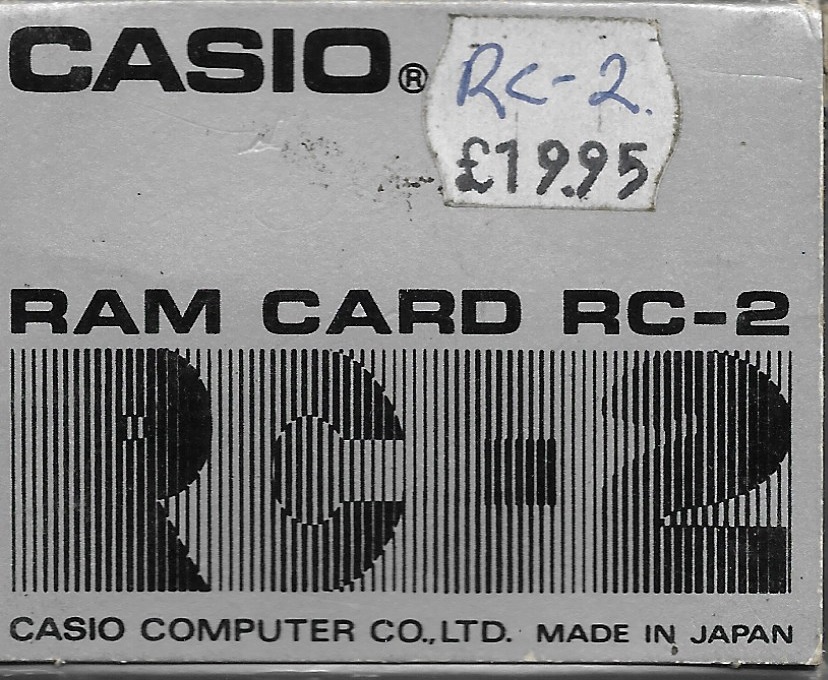 CASIO®
RC-2.
£19.95
RAM CARD RC-2
RC-2
CASIO COMPUTER CO.,LTD. MADE IN JAPAN